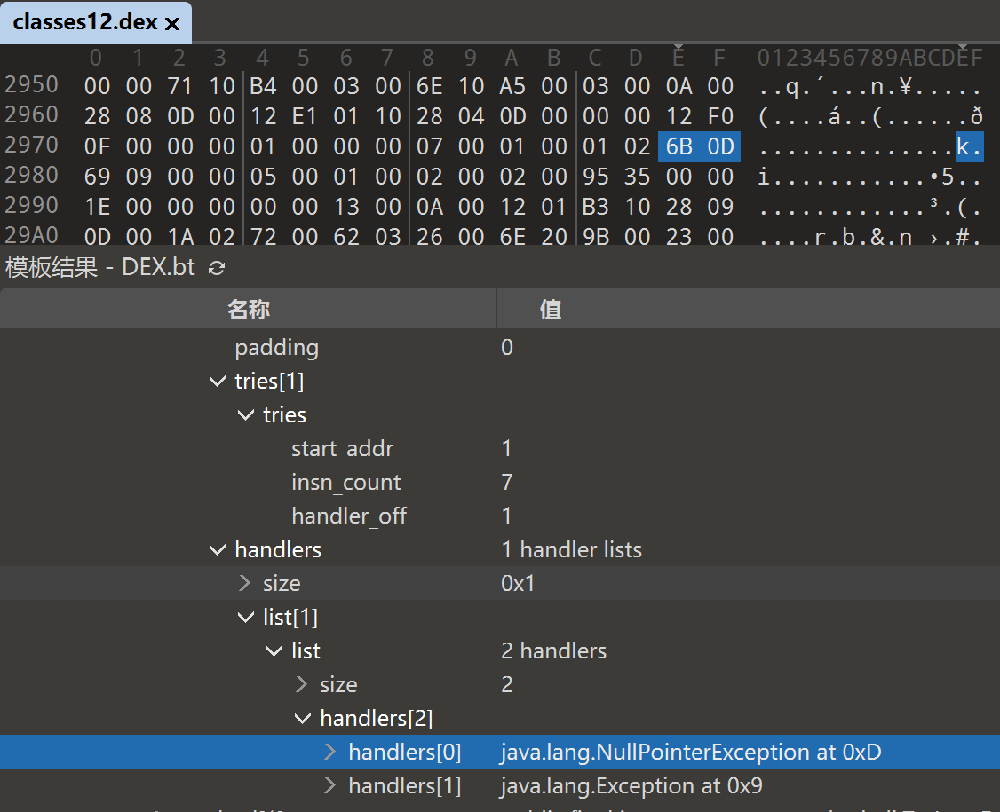 classes12.dex ×
0 1 2 3 4 5 6 7 8 9 A B C D E F 0123456789ABCDEF
2950 00 00 71 10 B4 00 03 00 6E 10 A5 00 03 00 0A 00 ..q.´...n.¥.....
2960 28 08 0D 00 12 E1 01 10 28 04 0D 00 00 00 12 F0 (....á..(......ð
2970 0F 00 00 00 01 00 00 00 07 00 01 00 01 02 6B 0D ..............k.
2980 69 09 00 00 05 00 01 00 02 00 02 00 95 35 00 00 i...........•5..
2990 1E 00 00 00 00 00 13 00 0A 00 12 01 B3 10 28 09 ............³.(.
29A0 0D 00 1A 02 72 00 62 03 26 00 6E 20 9B 00 23 00 ....r.b.&.n ›.#.
模板结果 - DEX.bt
名称 值
padding 0
tries[1]
tries
start_addr 1
insn_count 7
handler_off 1
handlers 1 handler lists
size 0x1
list[1]
list 2 handlers
size 2
handlers[2]
handlers[0] java.lang.NullPointerException at 0xD
handlers[1] java.lang.Exception at 0x9